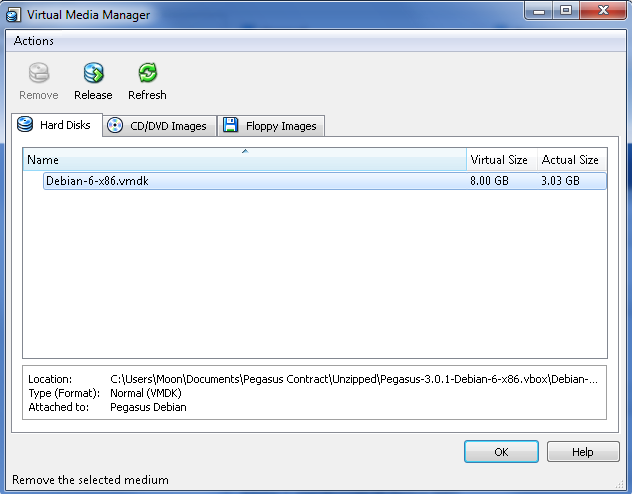 Virtual Media Manager
Actions
Remove Release Refresh
Hard Disks CD/DVD Images Floppy Images
Name Virtual Size Actual Size
Debian-6-x86.vmdk 8.00 GB 3.03 GB
Location: C:\Users\Moon\Documents\Pegasus Contract\Unzipped\Pegasus-3.0.1-Debian-6-x86.vbox\Debian-...
Type (Format): Normal (VMDK)
Attached to: Pegasus Debian
OK Help
Remove the selected medium